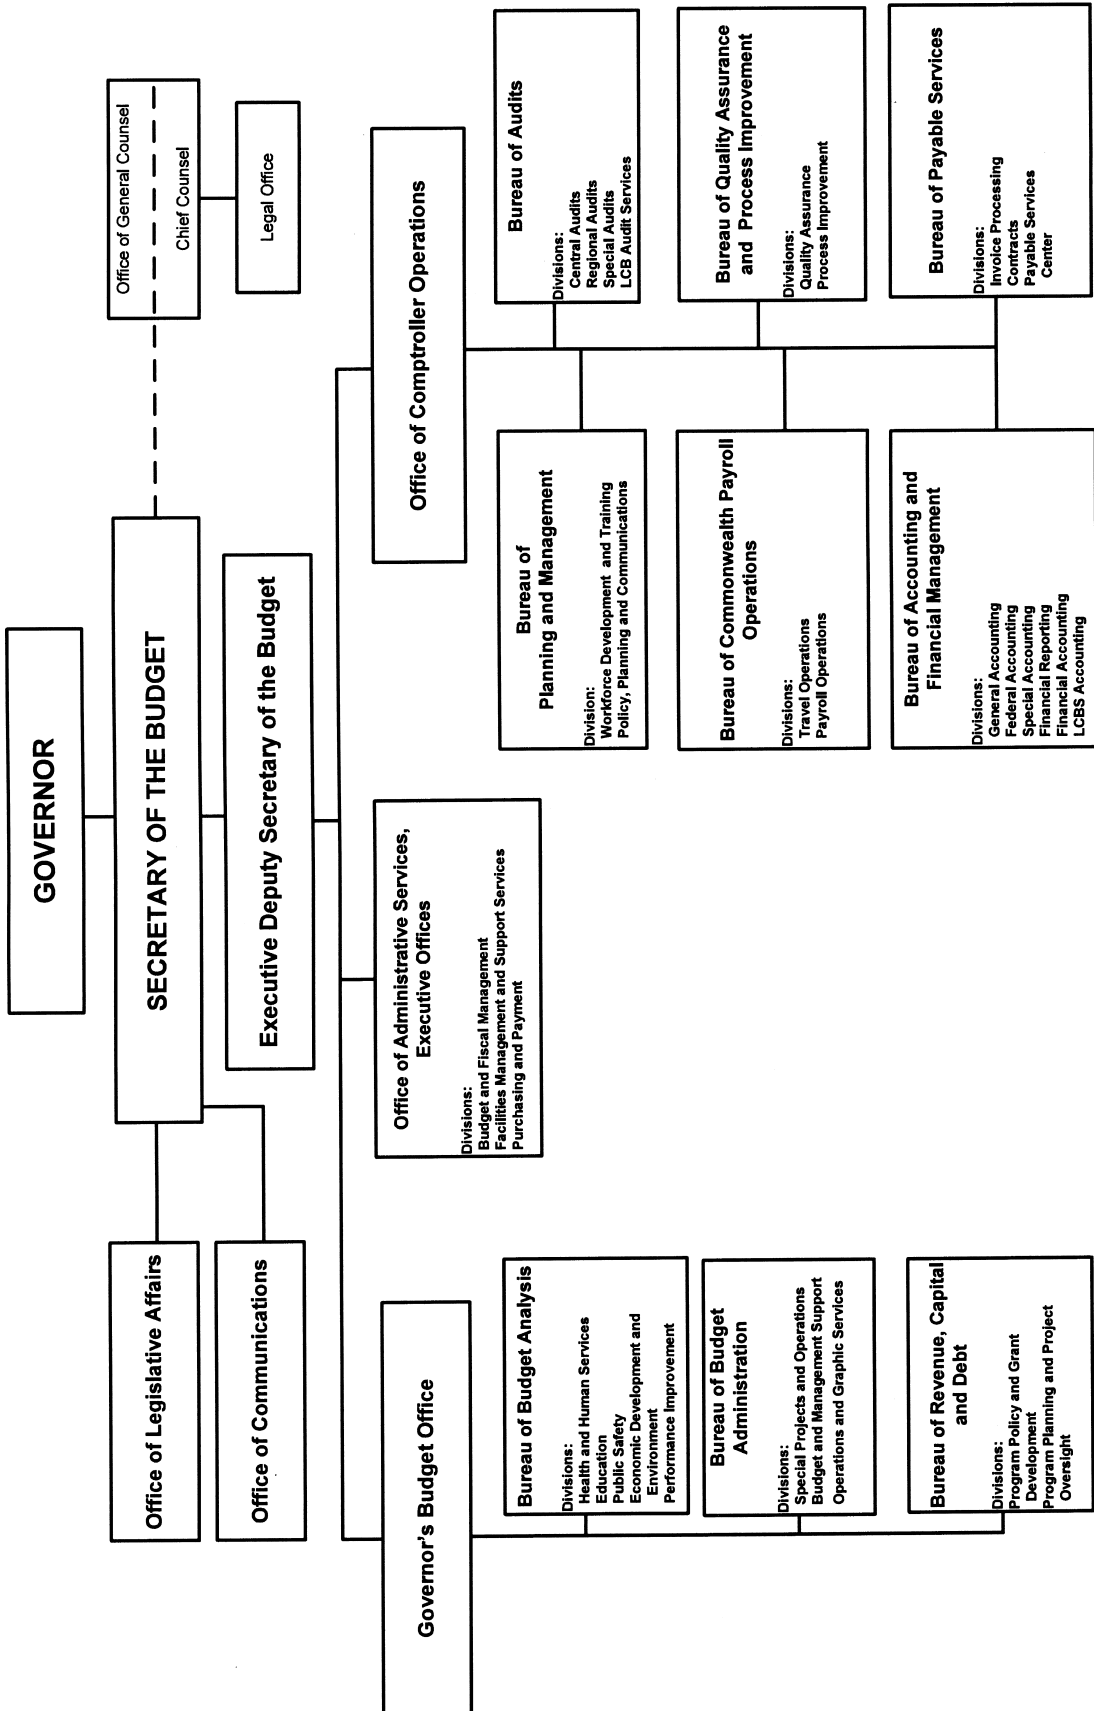 GOVERNOR
SECRETARY OF THE BUDGET
Office of General Counsel
Chief Counsel
Legal Office
Office of Legislative Affairs
Office of Communications
Executive Deputy Secretary of the Budget
Governor's Budget Office
Office of Administrative Services,
Executive Offices
Divisions:
Budget and Fiscal Management
Facilities Management and Support Services
Purchasing and Payment
Office of Comptroller Operations
Bureau of Budget Analysis
Divisions:
Health and Human Services
Education
Public Safety
Economic Development and
Environment
Performance Improvement
Bureau of Budget
Administration
Divisions:
Special Projects and Operations
Budget and Management Support
Operations and Graphic Services
Bureau of Revenue, Capital
and Debt
Divisions:
Program Policy and Grant
Development
Program Planning and Project
Oversight
Bureau of
Planning and Management
Division:
Workforce Development and Training
Policy, Planning and Communications
Bureau of Audits
Divisions:
Central Audits
Regional Audits
Special Audits
LCB Audit Services
Bureau of Commonwealth Payroll
Operations
Divisions:
Travel Operations
Payroll Operations
Bureau of Quality Assurance
and Process Improvement
Divisions:
Quality Assurance
Process Improvement
Bureau of Accounting and
Financial Management
Divisions:
General Accounting
Federal Accounting
Special Accounting
Financial Reporting
Financial Accounting
LCBS Accounting
Bureau of Payable Services
Divisions:
Invoice Processing
Contracts
Payable Services
Center